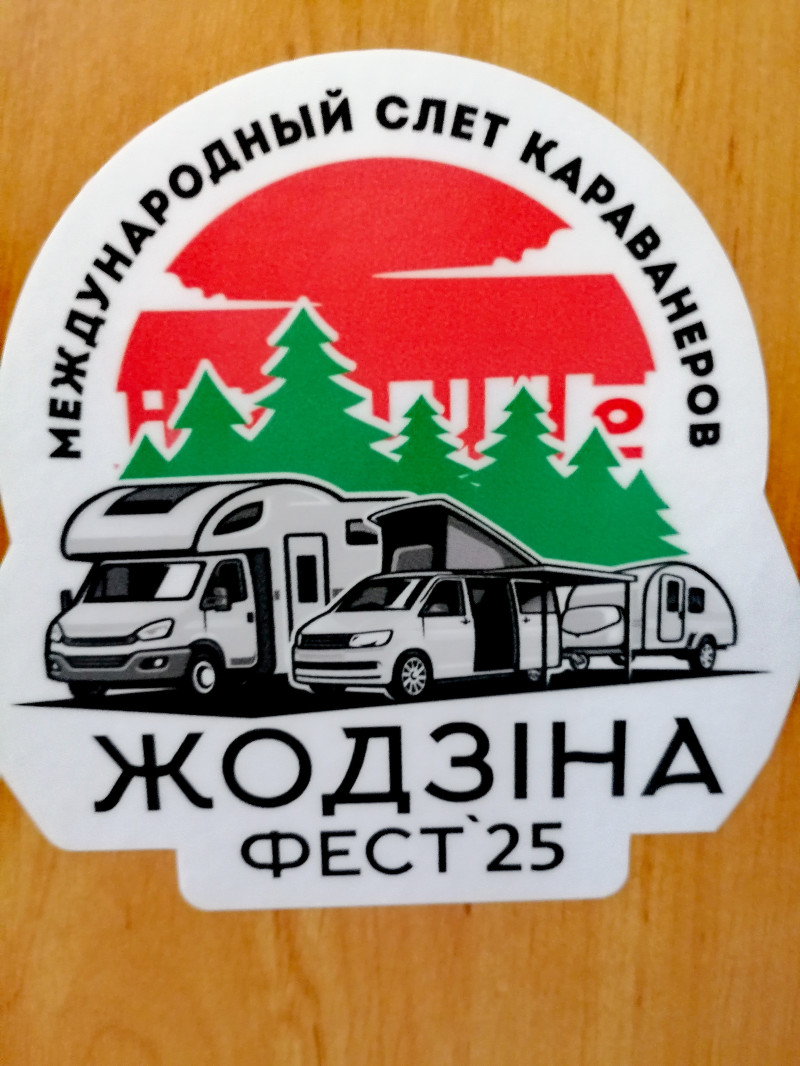 МЕЖДУНАРОДНЫЙ СЛЕТ КАРАВАНЕРОВ
ЖОДЗІНА
ФЕСТ`25